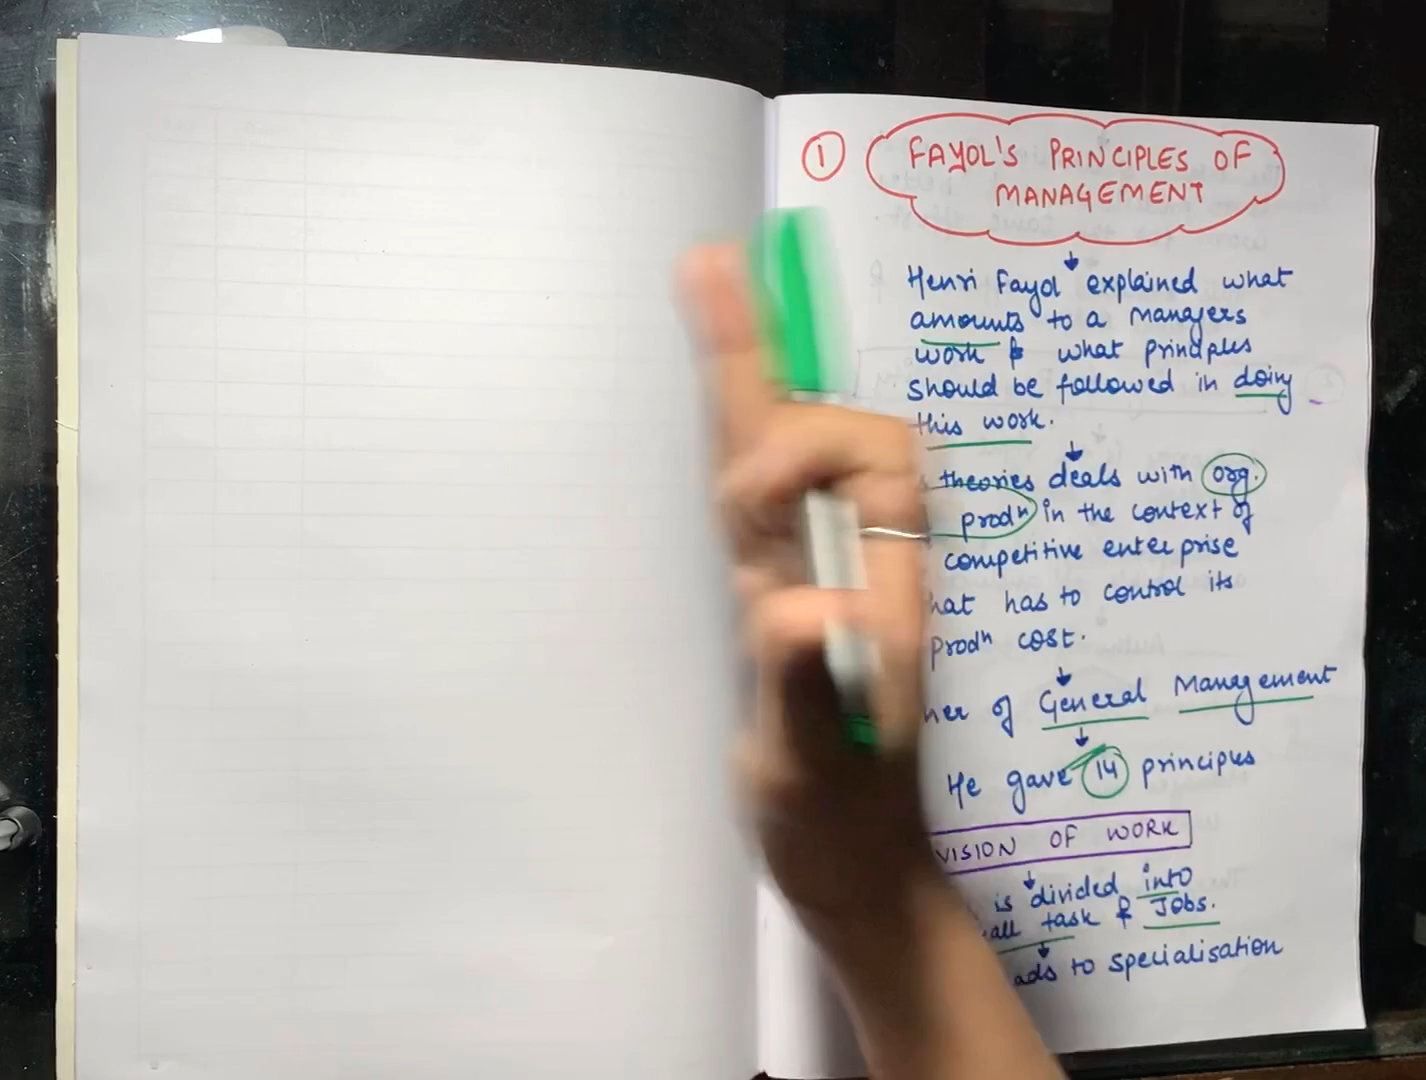 1 FAYOL'S PRINCIPLES OF
MANAGEMENT
Henri Fayol explained what
amounts to a managers
work & what principles
should be followed in doing
this work.
theories deals with org.
prodⁿ in the context of
competitive enterprise
has to control its
prodⁿ cost.
of General Management
He gave 14 principles
OF WORK
is divided into
task & Jobs.
to specialisation